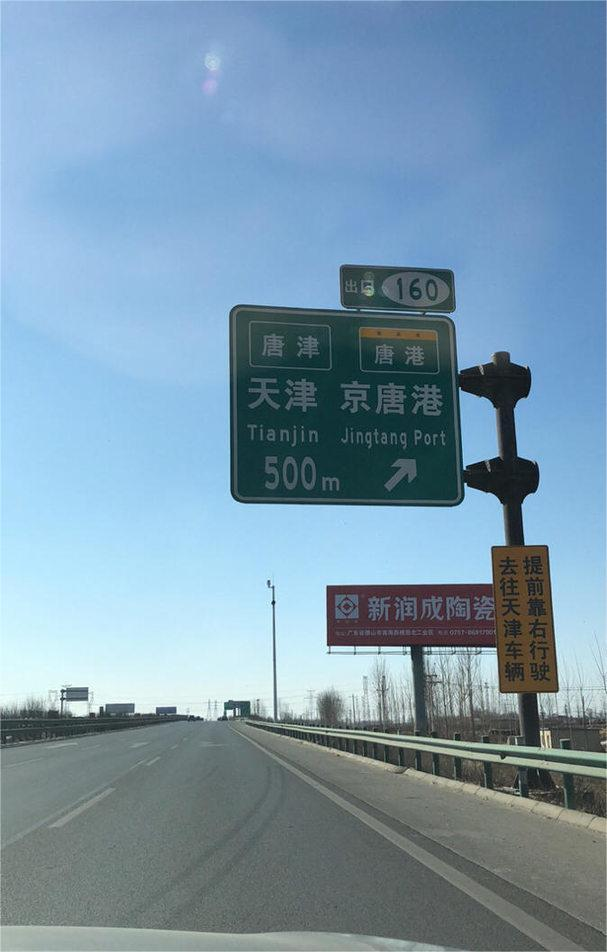 出口 160
唐津 唐港
天津 京唐港
Tianjin Jingtang Port
500m
提前靠右行驶
去往天津车辆
新润成陶瓷